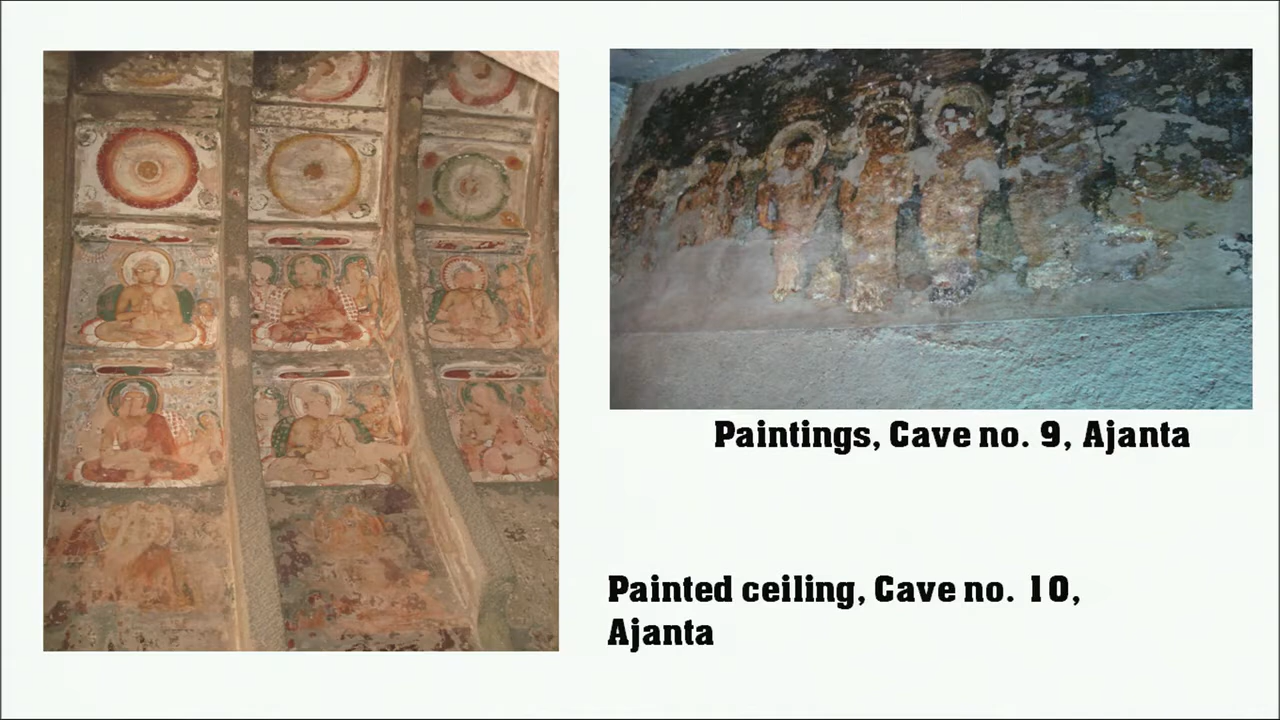 Paintings, Cave no. 9, Ajanta
Painted ceiling, Cave no. 10,
Ajanta